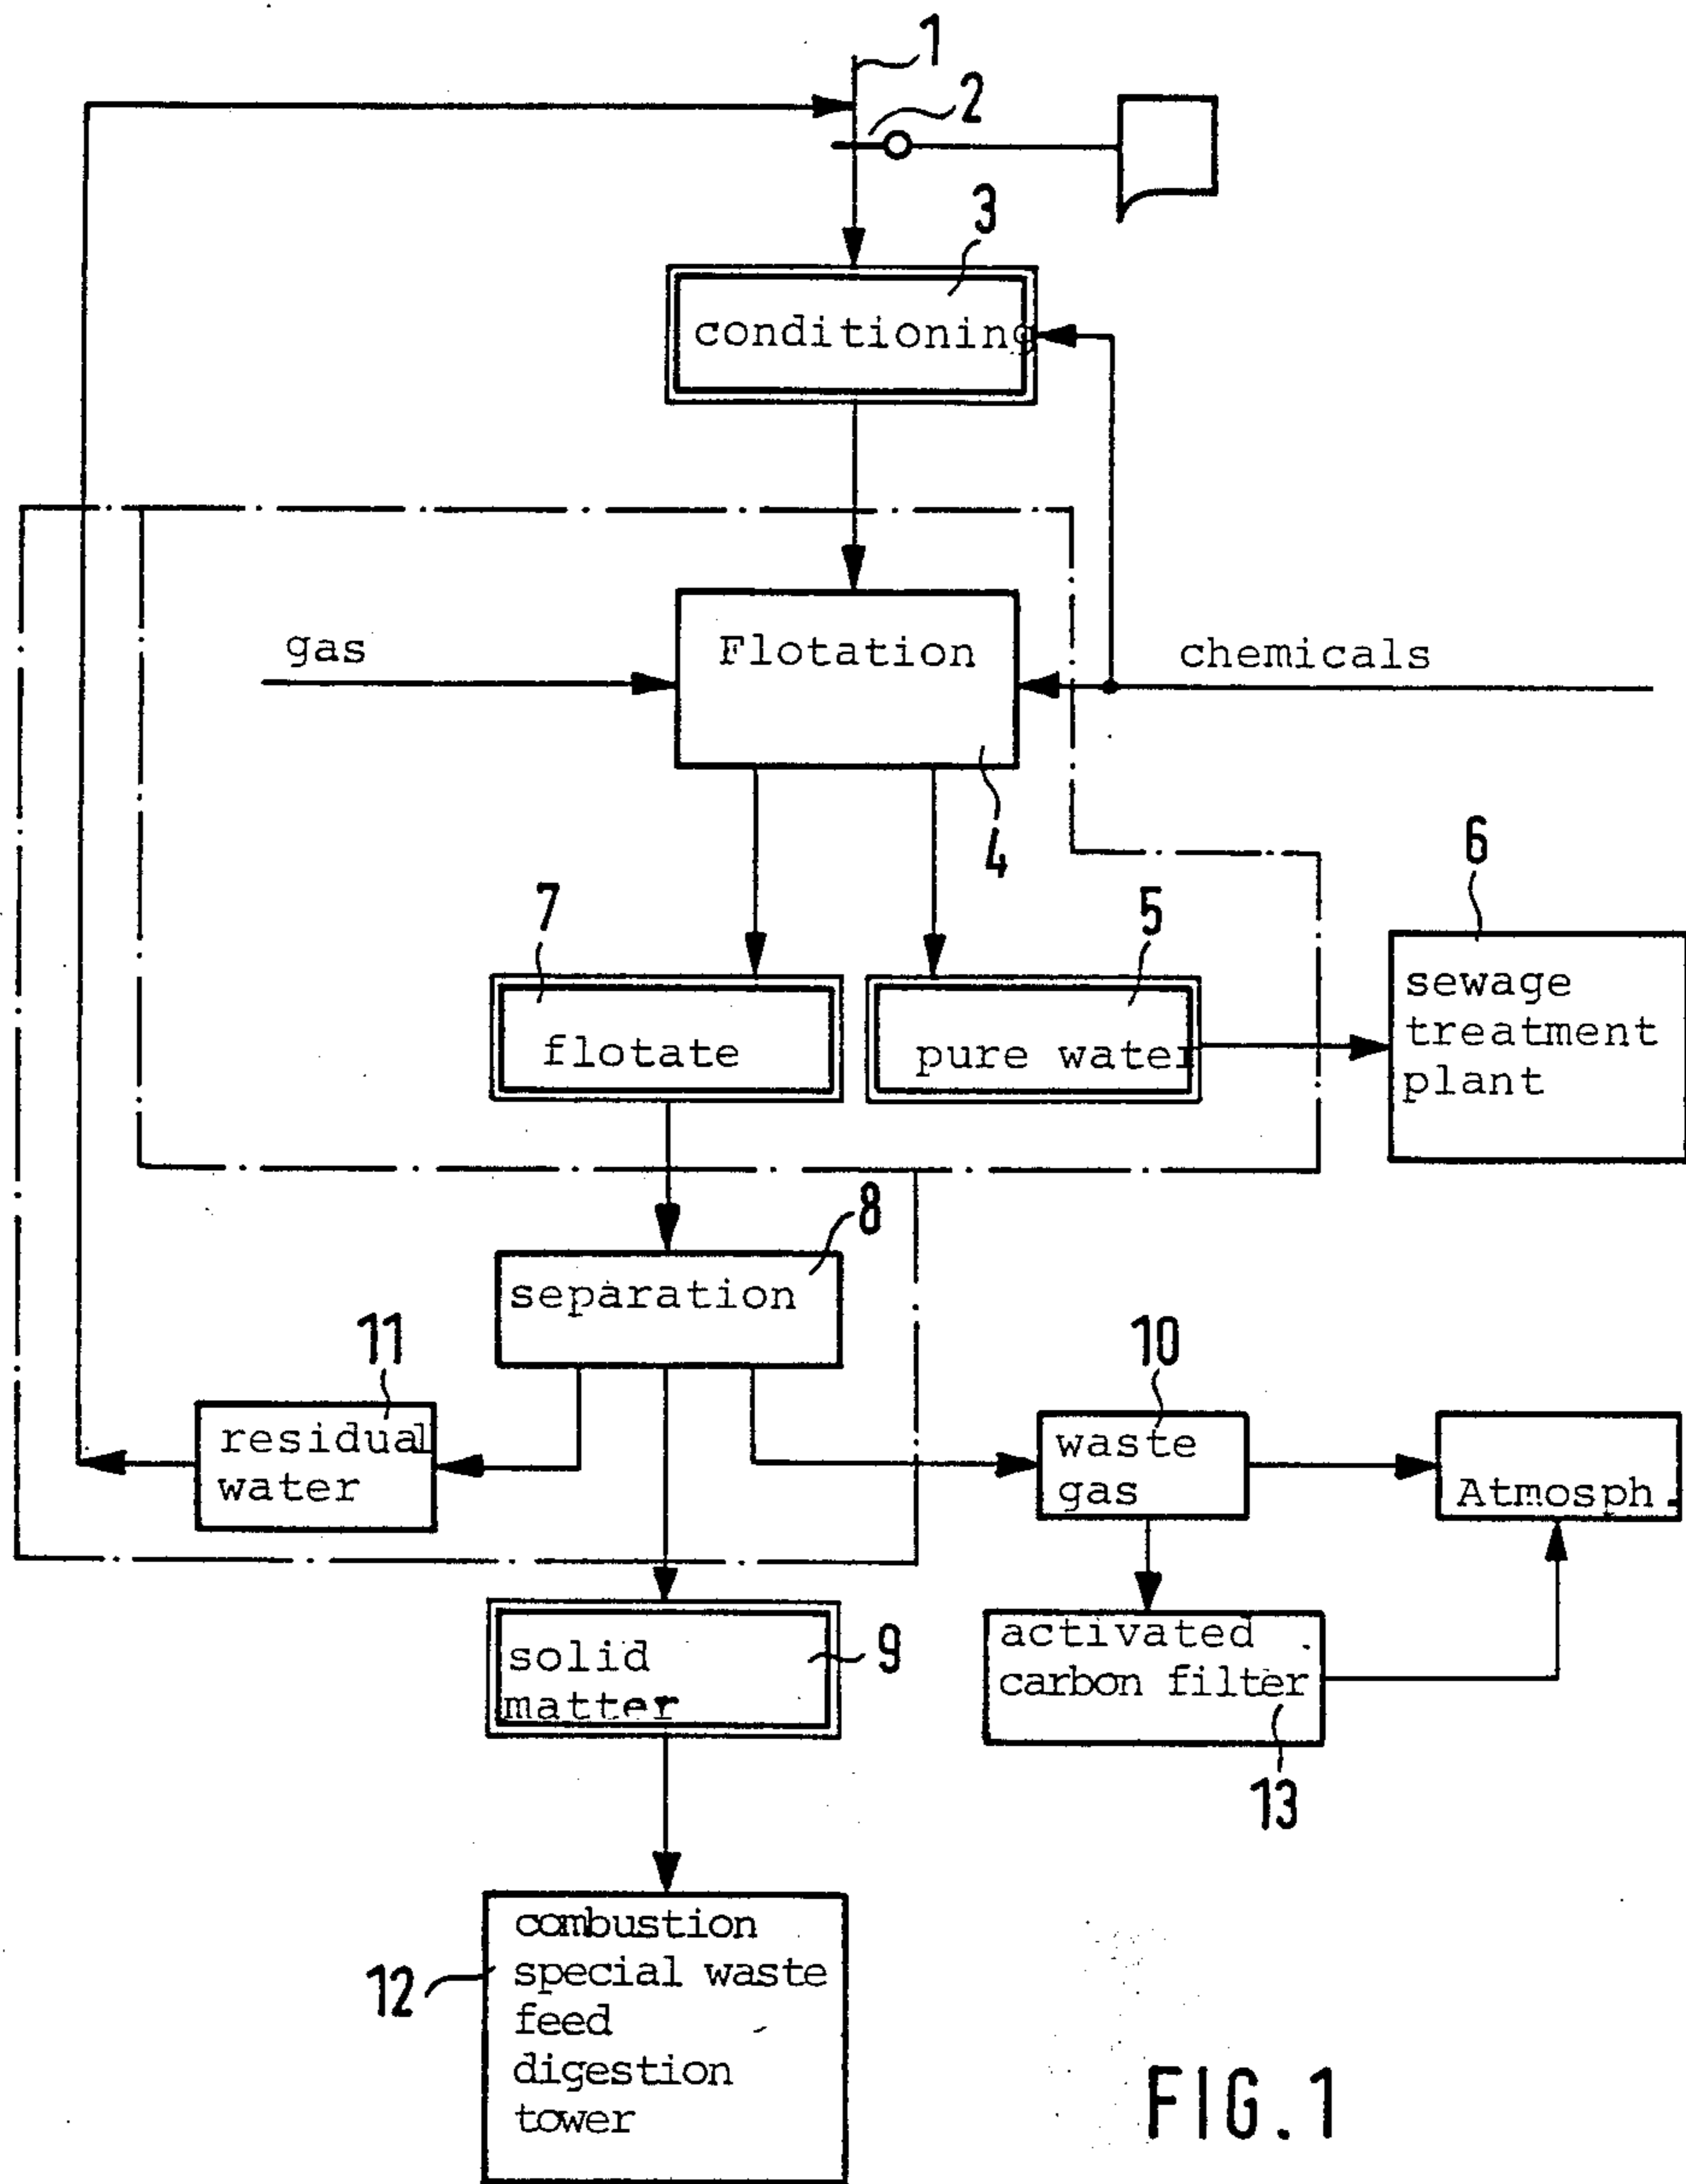 1
2
3
conditioning
gas
Flotation
chemicals
4
6
7
5
sewage
treatment
plant
flotate
pure water
8
separation
11
10
residual
water
waste
gas
Atmosph.
9
solid
matter
activated
carbon filter
13
12
combustion
special waste
feed
digestion
tower
FIG.1